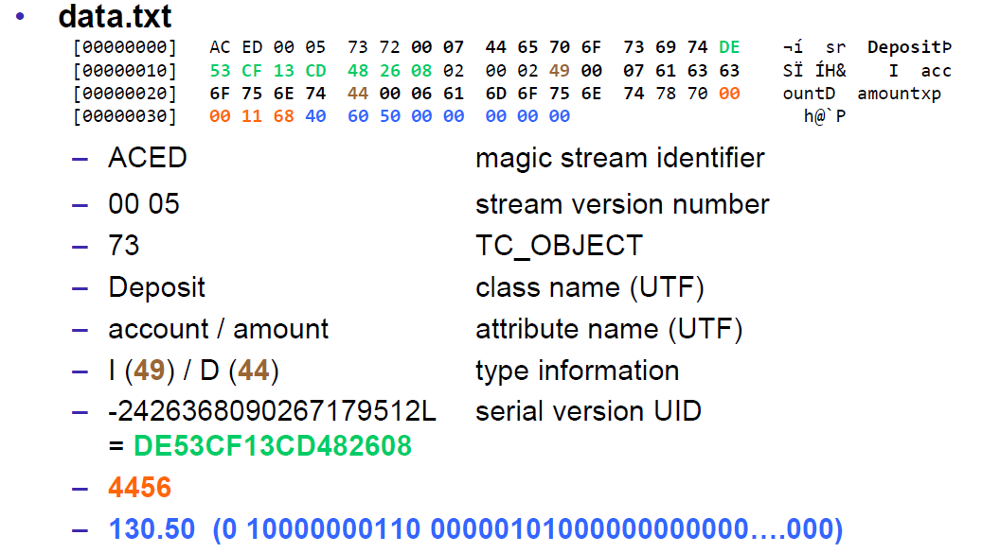 • data.txt
[00000000] AC ED 00 05 73 72 00 07 44 65 70 6F 73 69 74 DE ¬í sr DepositÞ
[00000010] 53 CF 13 CD 48 26 08 02 00 02 49 00 07 61 63 63 SÏ ÍH& I acc
[00000020] 6F 75 6E 74 44 00 06 61 6D 6F 75 6E 74 78 70 00 ountD amountxp
[00000030] 00 11 68 40 60 50 00 00 00 00 00 h@`P
– ACED magic stream identifier
– 00 05 stream version number
– 73 TC_OBJECT
– Deposit class name (UTF)
– account / amount attribute name (UTF)
– I (49) / D (44) type information
– -2426368090267179512L serial version UID
= DE53CF13CD482608
– 4456
– 130.50 (0 10000000110 00000101000000000000….000)